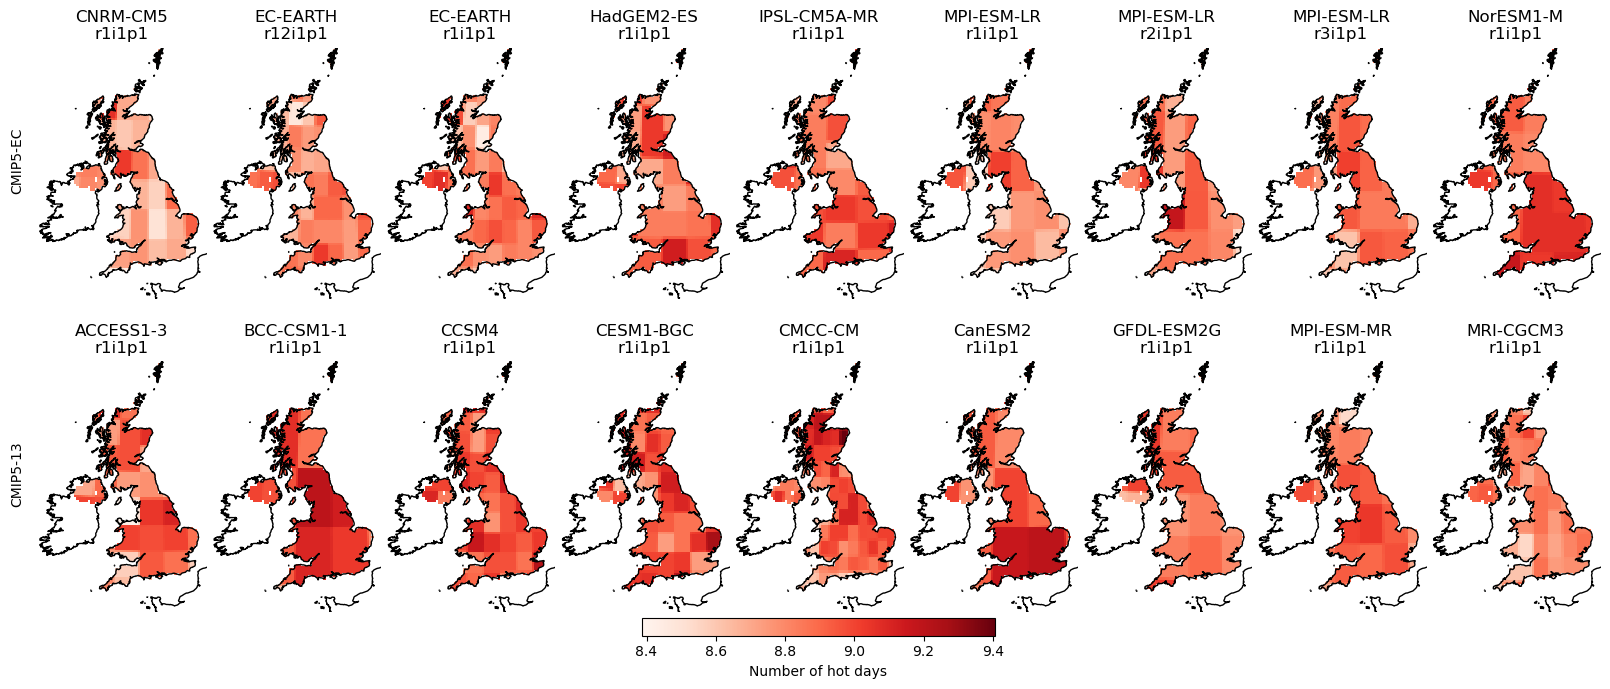 CNRM-CM5 EC-EARTH EC-EARTH HadGEM2-ES IPSL-CM5A-MR MPI-ESM-LR MPI-ESM-LR MPI-ESM-LR NorESM1-M
r1i1p1 r12i1p1 r1i1p1 r1i1p1 r1i1p1 r1i1p1 r2i1p1 r3i1p1 r1i1p1
CMIP5-EC
ACCESS1-3 BCC-CSM1-1 CCSM4 CESM1-BGC CMCC-CM CanESM2 GFDL-ESM2G MPI-ESM-MR MRI-CGCM3
r1i1p1 r1i1p1 r1i1p1 r1i1p1 r1i1p1 r1i1p1 r1i1p1 r1i1p1 r1i1p1
CMIP5-13
8.4 8.6 8.8 9.0 9.2 9.4
Number of hot days